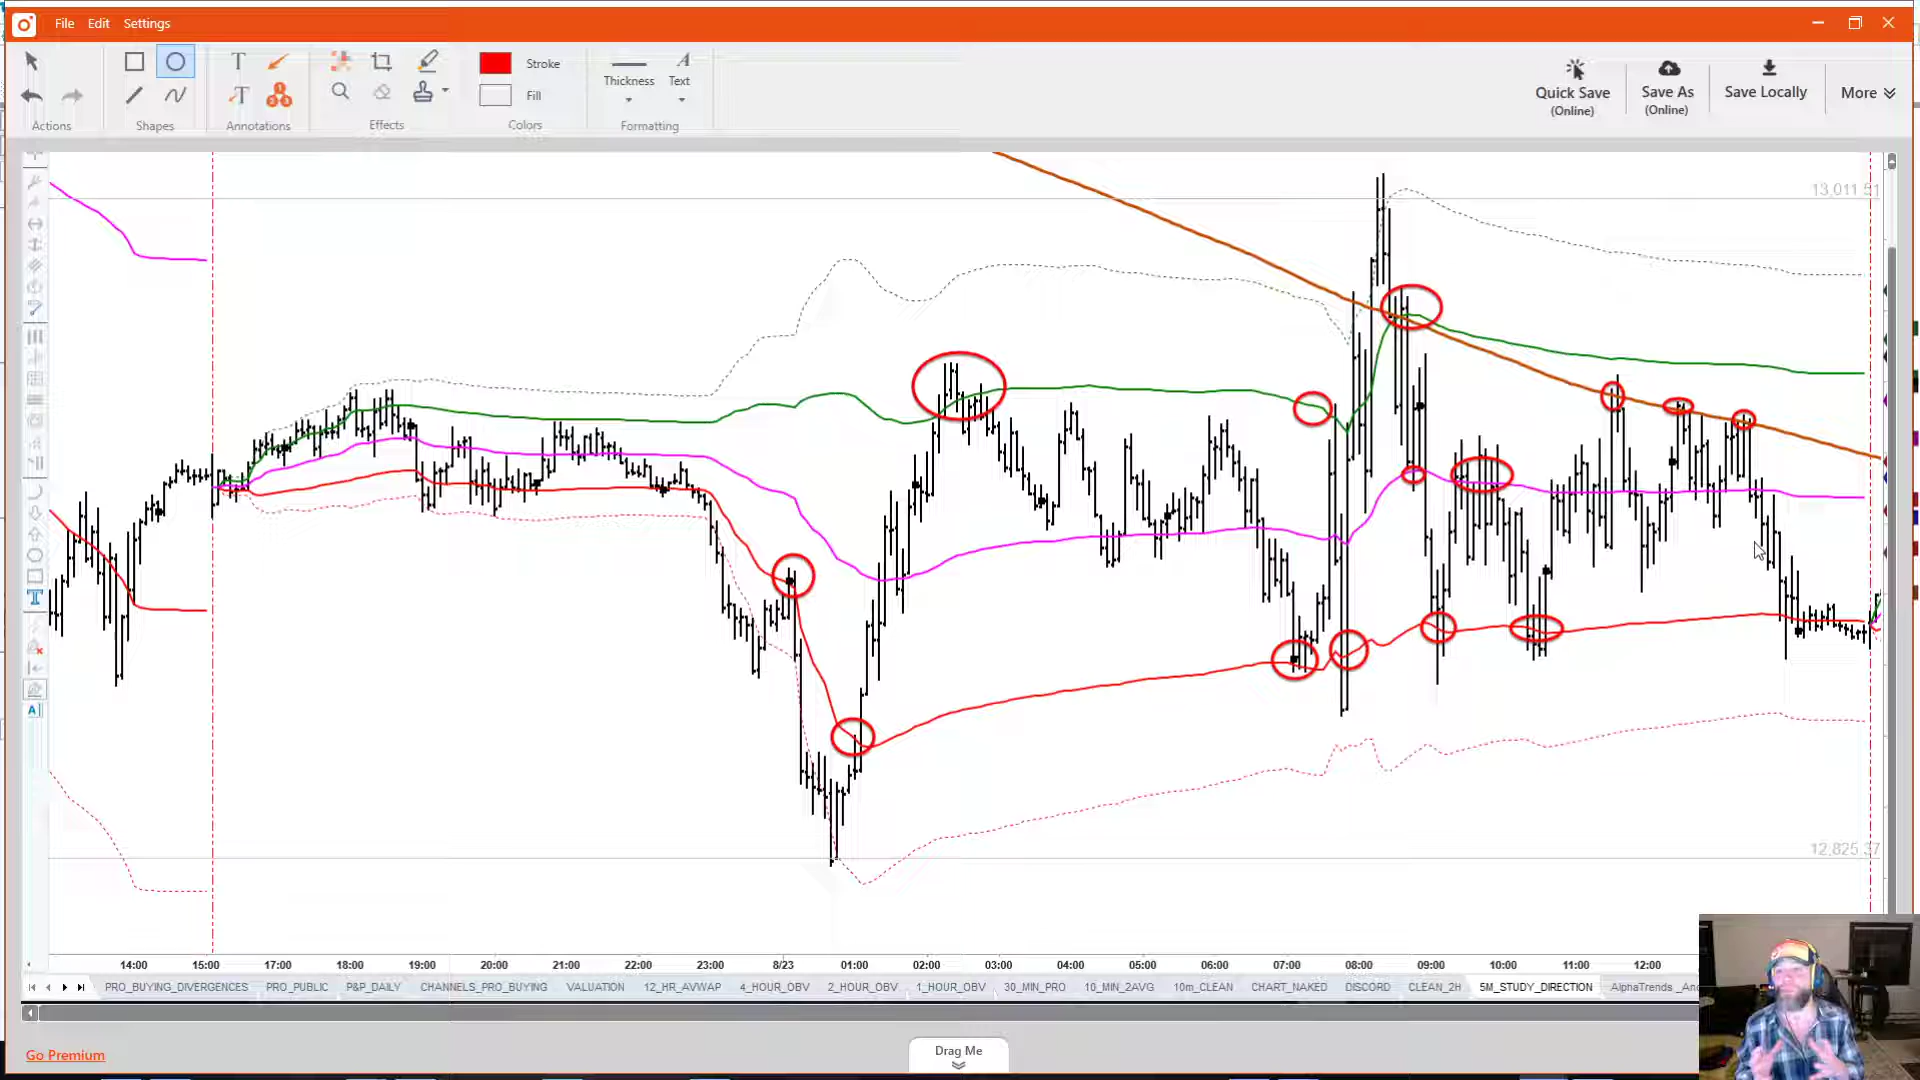 File Edit Settings
Stroke
Fill
Thickness Text
Actions Shapes Annotations Effects Colors Formatting
Quick Save
(Online)
Save As
(Online)
Save Locally
More
13,011.51
12,825.37
14:00 15:00 17:00 18:00 19:00 20:00 21:00 22:00 23:00 8/23 01:00 02:00 03:00 04:00 05:00 06:00 07:00 08:00 09:00 10:00 11:00 12:00
PRO_BUYING_DIVERGENCES PRO_PUBLIC P&P_DAILY CHANNELS_PRO_BUYING VALUATION 12_HR_AVWAP 4_HOUR_OBV 2_HOUR_OBV 1_HOUR_OBV 30_MIN_PRO 10_MIN_2AVG 10m_CLEAN CHART_NAKED DISCORD CLEAN_2H 5M_STUDY_DIRECTION AlphaTrends
Go Premium
Drag Me